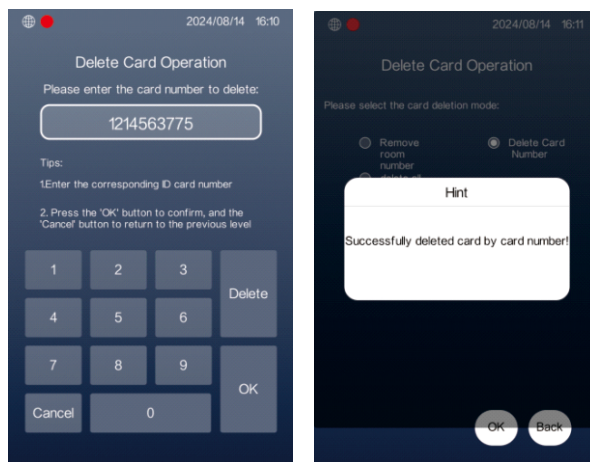 2024/08/14 16:10
Delete Card Operation
Please enter the card number to delete:
1214563775
Tips:
1.Enter the corresponding ID card number
2. Press the 'OK' button to confirm, and the
'Cancel' button to return to the previous level
1
2
3
Delete
4
5
6
7
8
9
OK
Cancel
0
2024/08/14 16:11
Delete Card Operation
Please select the card deletion mode:
Remove
room
number
Delete Card
Number
delete all
Hint
Successfully deleted card by card number!
OK
Back